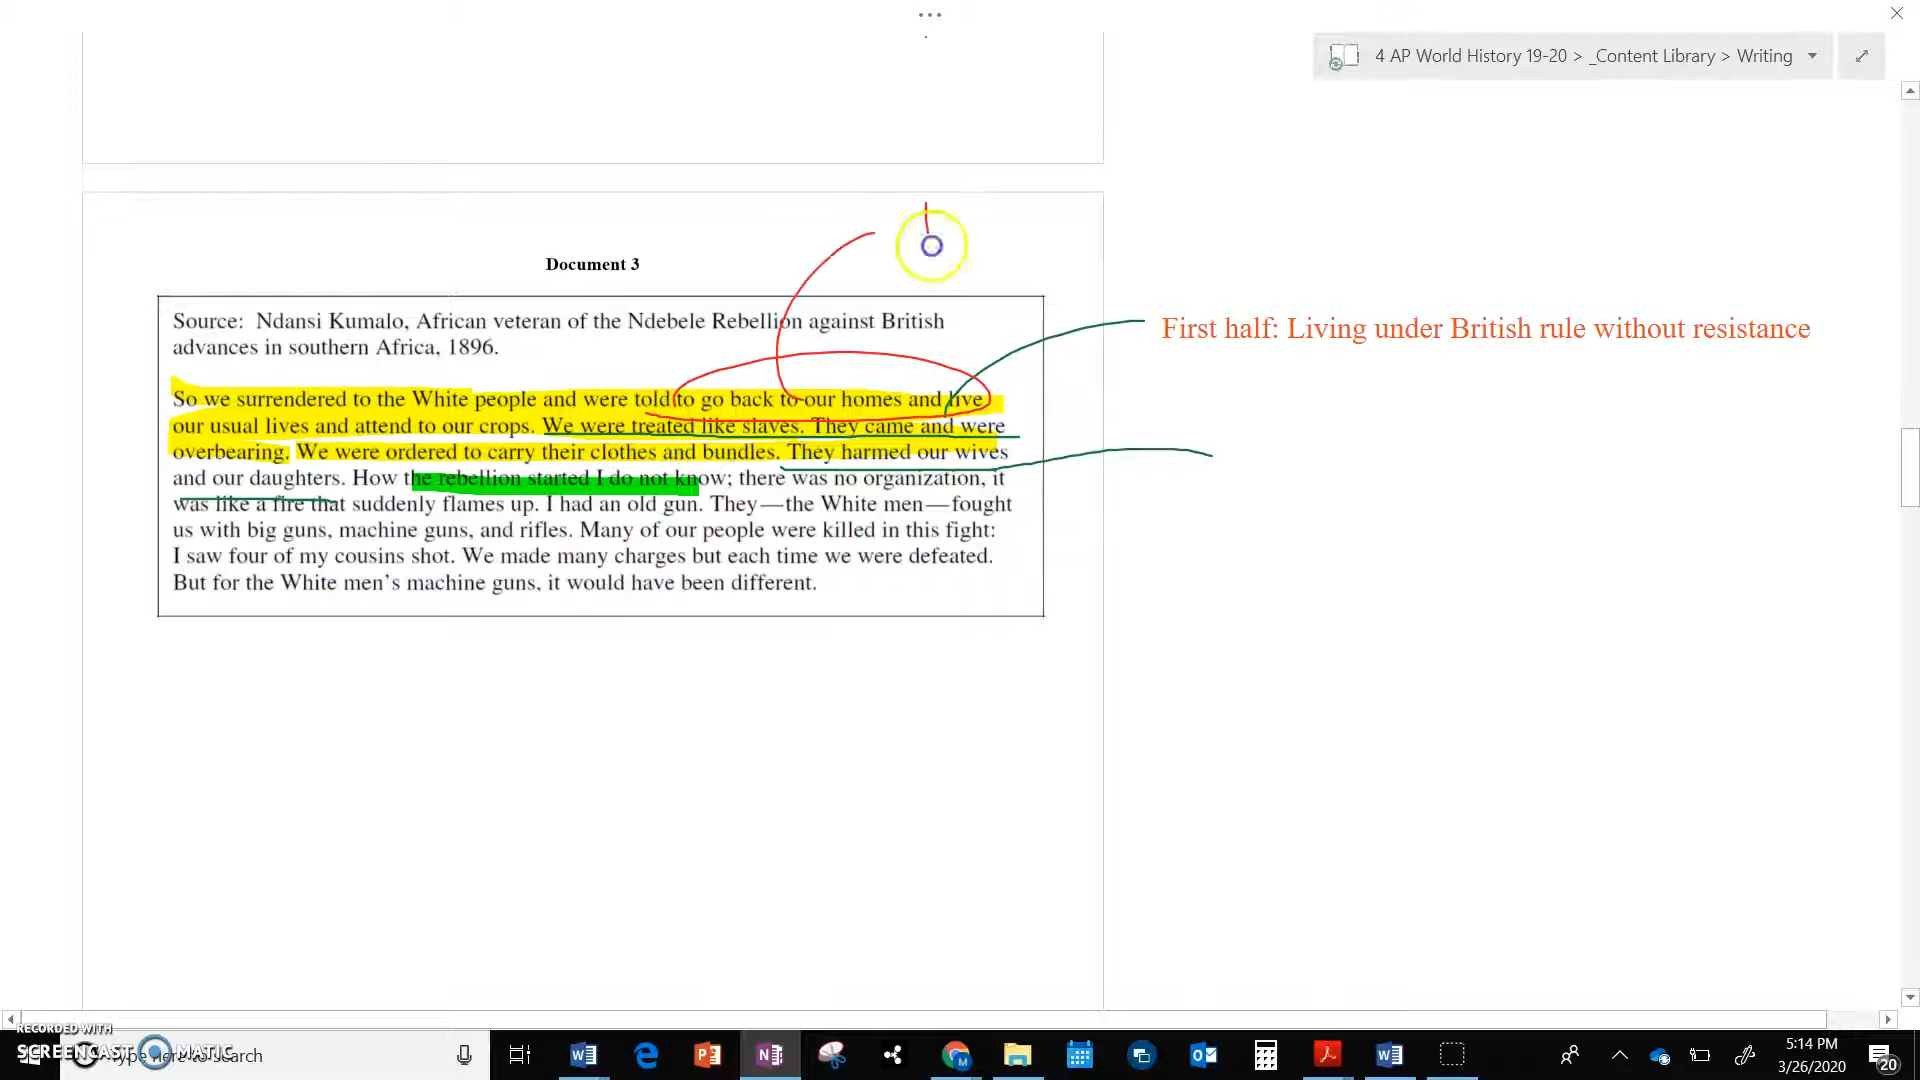 4 AP World History 19-20 > _Content Library > Writing
Document 3
Source: Ndansi Kumalo, African veteran of the Ndebele Rebellion against British
advances in southern Africa, 1896.
First half: Living under British rule without resistance
So we surrendered to the White people and were told to go back to our homes and live
our usual lives and attend to our crops. We were treated like slaves. They came and were
overbearing. We were ordered to carry their clothes and bundles. They harmed our wives
and our daughters. How the rebellion started I do not know; there was no organization, it
was like a fire that suddenly flames up. I had an old gun. They—the White men—fought
us with big guns, machine guns, and rifles. Many of our people were killed in this fight:
I saw four of my cousins shot. We made many charges but each time we were defeated.
But for the White men's machine guns, it would have been different.
RECORDED WITH
SCREENCAST MATIC
Type here to search
5:14 PM
3/26/2020
20